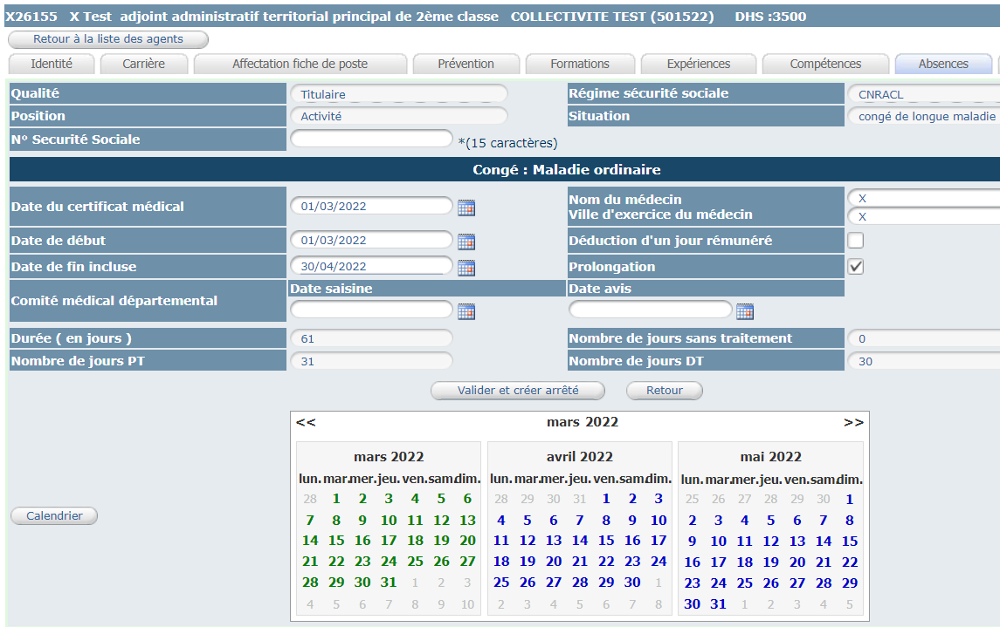 X26155 X Test adjoint administratif territorial principal de 2ème classe COLLECTIVITE TEST (501522) DHS :3500
Retour à la liste des agents
Identité Carrière Affectation fiche de poste Prévention Formations Expériences Compétences Absences
Qualité Titulaire Régime sécurité sociale CNRACL
Position Activité Situation congé de longue maladie
N° Securité Sociale *(15 caractères)
Congé : Maladie ordinaire
Date du certificat médical 01/03/2022 Nom du médecin X
Ville d'exercice du médecin X
Date de début 01/03/2022 Déduction d'un jour rémunéré
Date de fin incluse 30/04/2022 Prolongation
Comité médical départemental Date saisine Date avis
Durée ( en jours ) 61 Nombre de jours sans traitement 0
Nombre de jours PT 31 Nombre de jours DT 30
Valider et créer arrêté Retour
<< mars 2022 >>
mars 2022 avril 2022 mai 2022
lun. mar. mer. jeu. ven. sam. dim. lun. mar. mer. jeu. ven. sam. dim. lun. mar. mer. jeu. ven. sam. dim.
28 1 2 3 4 5 6 28 29 30 31 1 2 3 25 26 27 28 29 30 1
7 8 9 10 11 12 13 4 5 6 7 8 9 10 2 3 4 5 6 7 8
14 15 16 17 18 19 20 11 12 13 14 15 16 17 9 10 11 12 13 14 15
21 22 23 24 25 26 27 18 19 20 21 22 23 24 16 17 18 19 20 21 22
28 29 30 31 1 2 3 25 26 27 28 29 30 1 23 24 25 26 27 28 29
4 5 6 7 8 9 10 2 3 4 5 6 7 8 30 31 1 2 3 4 5
Calendrier